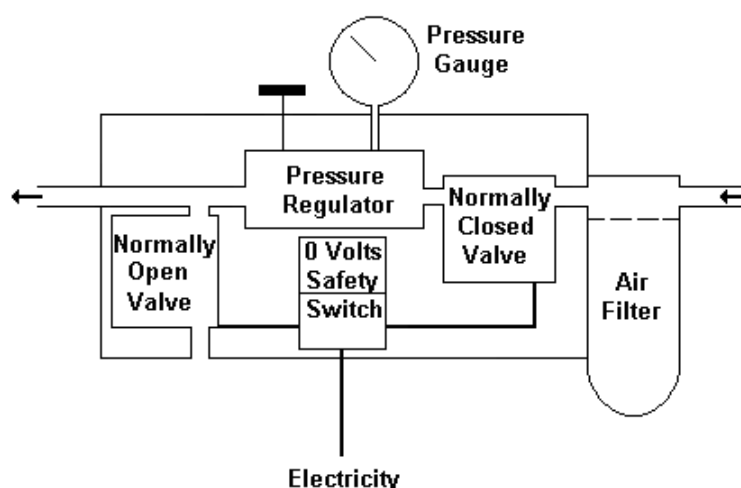 Pressure
Gauge
Pressure
Regulator
Normally
Closed
Valve
Normally
Open
Valve
0 Volts
Safety
Switch
Air
Filter
Electricity